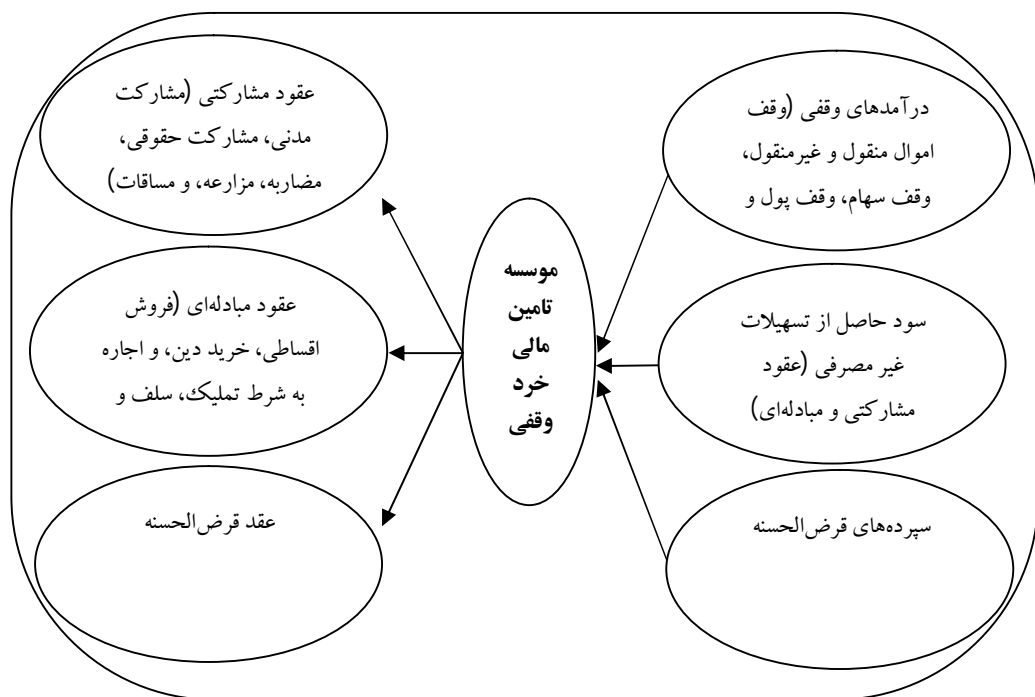 درآمدهای وقفی (وقف
اموال منقول و غیرمنقول،
وقف سهام، وقف پول و
سود حاصل از تسهیلات
غیر مصرفی (عقود
مشارکتی و مبادله‌ای)
سپرده‌های قرض‌الحسنه
موسسه
تامین
مالی
خرد
وقفی
عقود مشارکتی (مشارکت
مدنی، مشارکت حقوقی،
مضاربه، مزارعه، و مساقات)
عقود مبادله‌ای (فروش
اقساطی، خرید دین، و اجاره
به شرط تملیک، سلف و
عقد قرض‌الحسنه